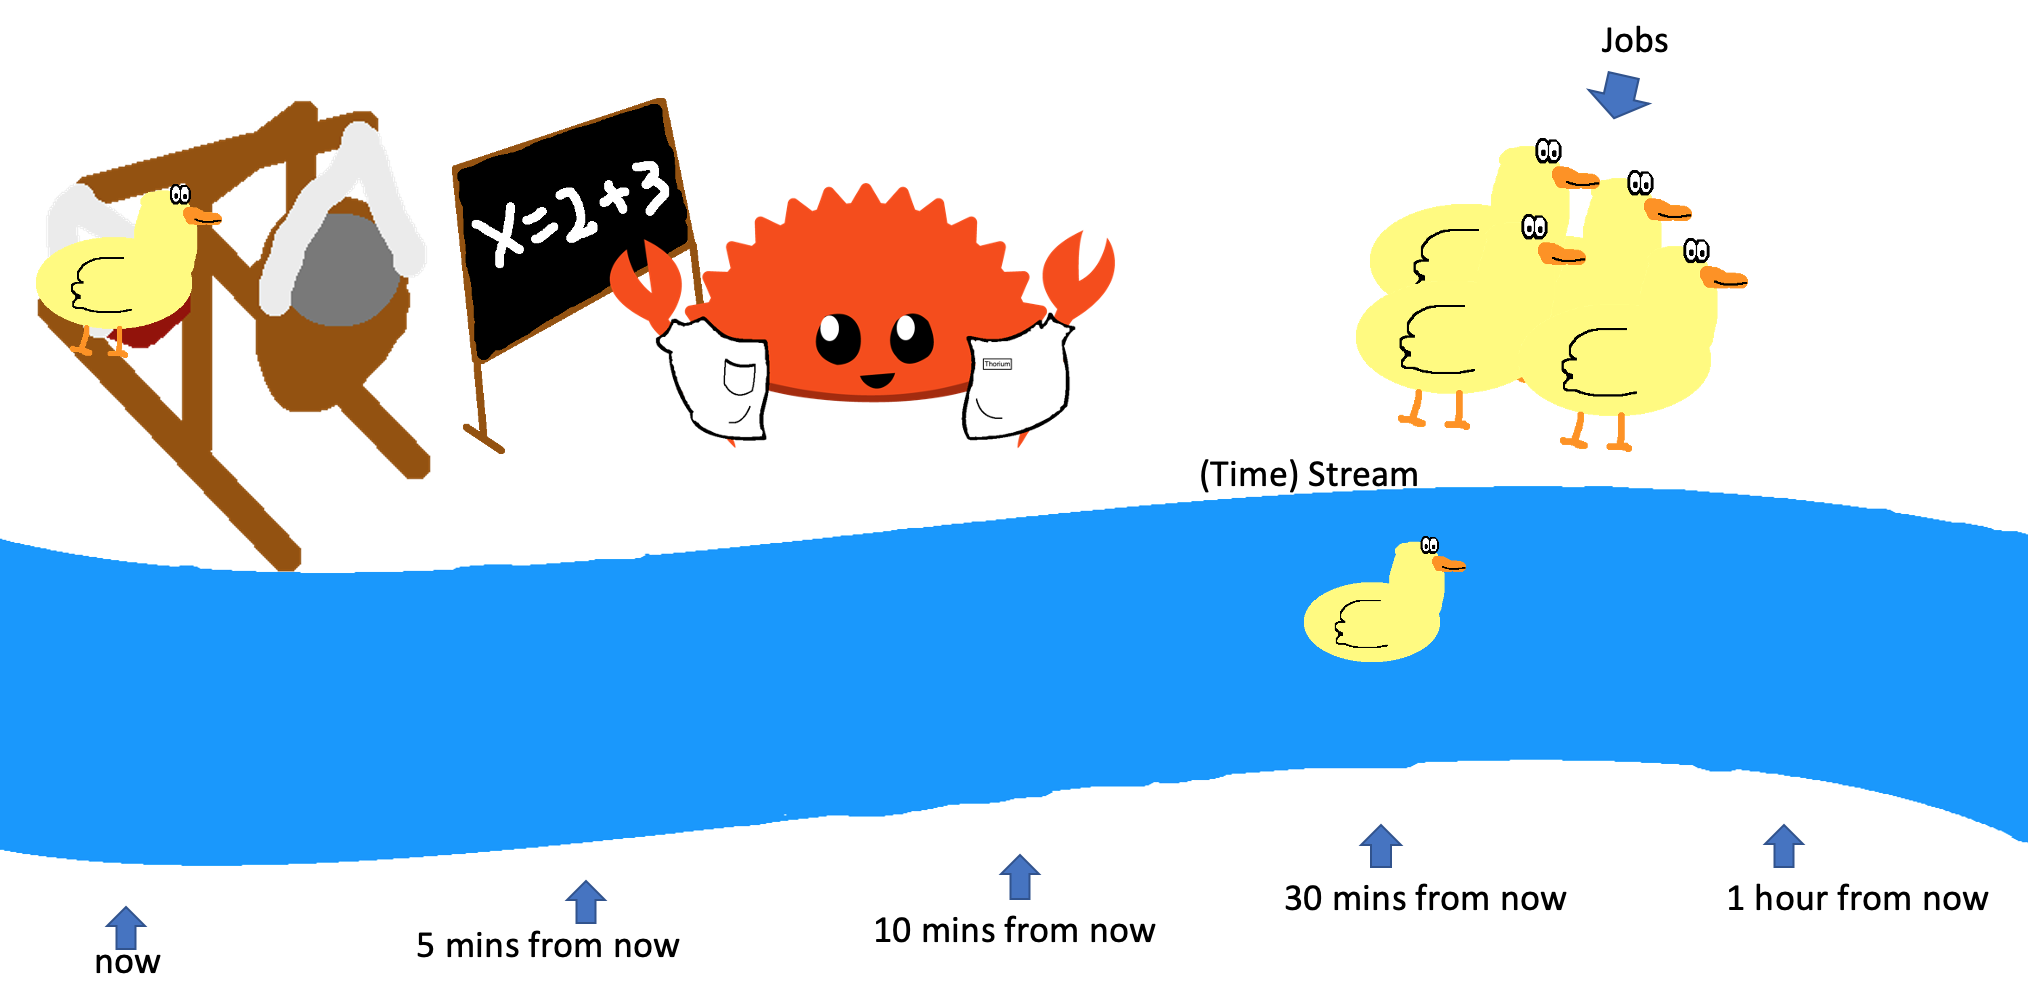 Jobs
X=2+3
Thorium
(Time) Stream
now
5 mins from now
10 mins from now
30 mins from now
1 hour from now